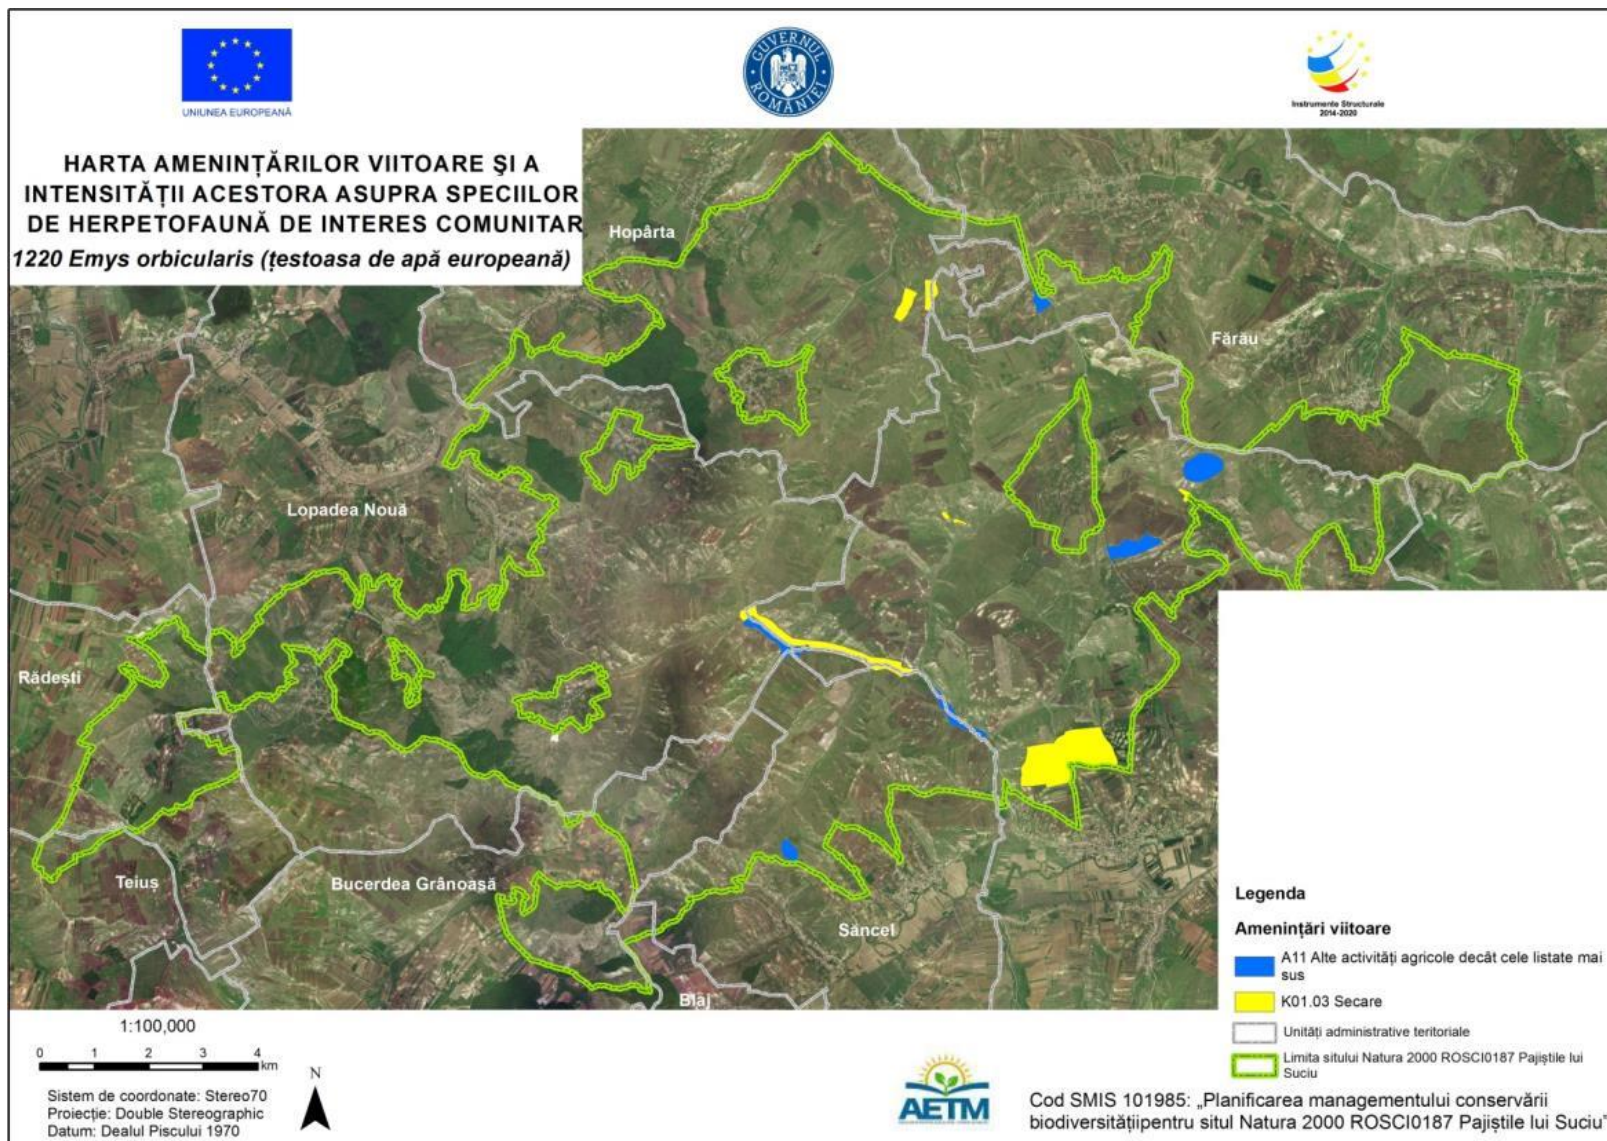 UNIUNEA EUROPEANĂ
GUVERNUL ROMÂNIEI
Instrumente Structurale
2014-2020
HARTA AMENINȚĂRILOR VIITOARE ȘI A
INTENSITĂȚII ACESTORA ASUPRA SPECIILOR
DE HERPETOFAUNĂ DE INTERES COMUNITAR
1220 Emys orbicularis (țestoasa de apă europeană)
Hopârta
Fărău
Lopadea Nouă
Rădești
Teiuș
Bucerdea Grânoasă
Sâncel
Blaj
Legenda
Amenințări viitoare
A11 Alte activități agricole decât cele listate mai
sus
K01.03 Secare
Unități administrative teritoriale
Limita sitului Natura 2000 ROSCI0187 Pajiștile lui
Suciu
1:100,000
0 1 2 3 4
km
N
Sistem de coordonate: Stereo70
Proiecție: Double Stereographic
Datum: Dealul Piscului 1970
AETM
Cod SMIS 101985: „Planificarea managementului conservării
biodiversitățiipentru situl Natura 2000 ROSCI0187 Pajiștile lui Suciu”